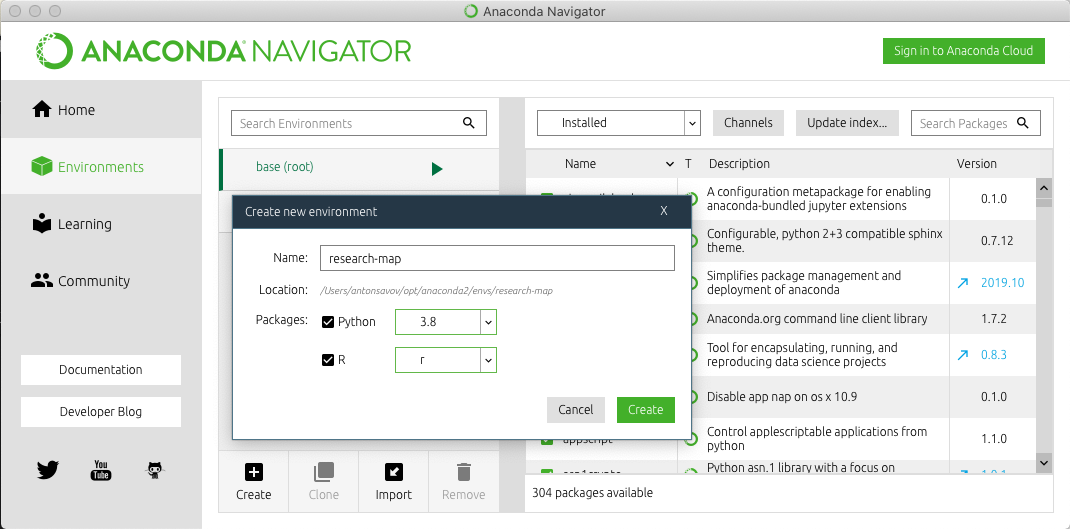 Anaconda Navigator
ANACONDA NAVIGATOR
Sign in to Anaconda Cloud
Home
Environments
Learning
Community
Documentation
Developer Blog
You
Tube
Search Environments
base (root)
Create
Clone
Import
Remove
Create new environment
X
Name:
research-map
Location:
/Users/antonsavov/opt/anaconda2/envs/research-map
Packages:
Python
3.8
R
r
Cancel
Create
Installed
Channels
Update index...
Search Packages
Name
T
Description
Version
A configuration metapackage for enabling
anaconda-bundled jupyter extensions
0.1.0
Configurable, python 2+3 compatible sphinx
theme.
0.7.12
Simplifies package management and
deployment of anaconda
2019.10
Anaconda.org command line client library
1.7.2
Tool for encapsulating, running, and
reproducing data science projects
0.8.3
Disable app nap on os x 10.9
0.1.0
appscript
Control applescriptable applications from
python
1.1.0
asn1crypto
Python asn.1 library with a focus on
304 packages available